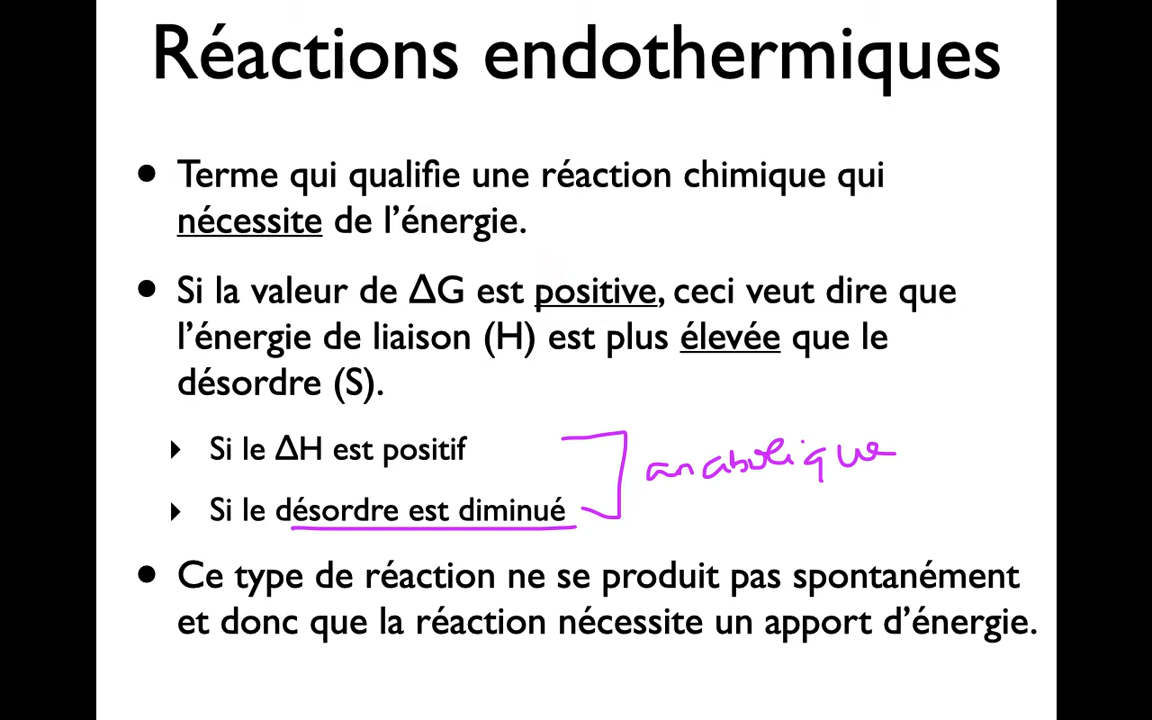 Réactions endothermiques
• Terme qui qualifie une réaction chimique qui
nécessite de l’énergie.
• Si la valeur de ΔG est positive, ceci veut dire que
l’énergie de liaison (H) est plus élevée que le
désordre (S).
‣ Si le ΔH est positif
anabolique
‣ Si le désordre est diminué
• Ce type de réaction ne se produit pas spontanément
et donc que la réaction nécessite un apport d’énergie.